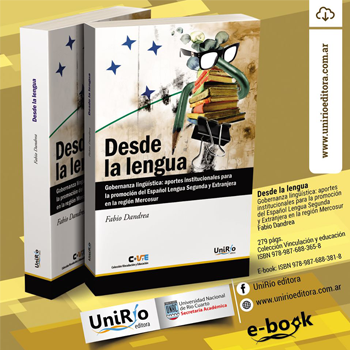 www.unirioeditora.com.ar
Desde la lengua
Fabio Dandrea
Desde
la lengua
Gobernanza lingüística: aportes institucionales para
la promoción del Español Lengua Segunda y Extranjera
en la región Mercosur
Fabio Dandrea
UniRío
editora
Desde la lengua
Gobernanza lingüística: aportes
institucionales para la promoción
del Español Lengua Segunda
y Extranjera en la región Mercosur
Fabio Dandrea
279 págs.
Colección Vinculación y educación
ISBN 978-987-688-365-8
E-book: ISBN 978-987-688-381-8
f UniRío editora
www.unirioeditora.com.ar
UniRío
editora
Universidad Nacional
de Río Cuarto
Secretaría Académica
e-book